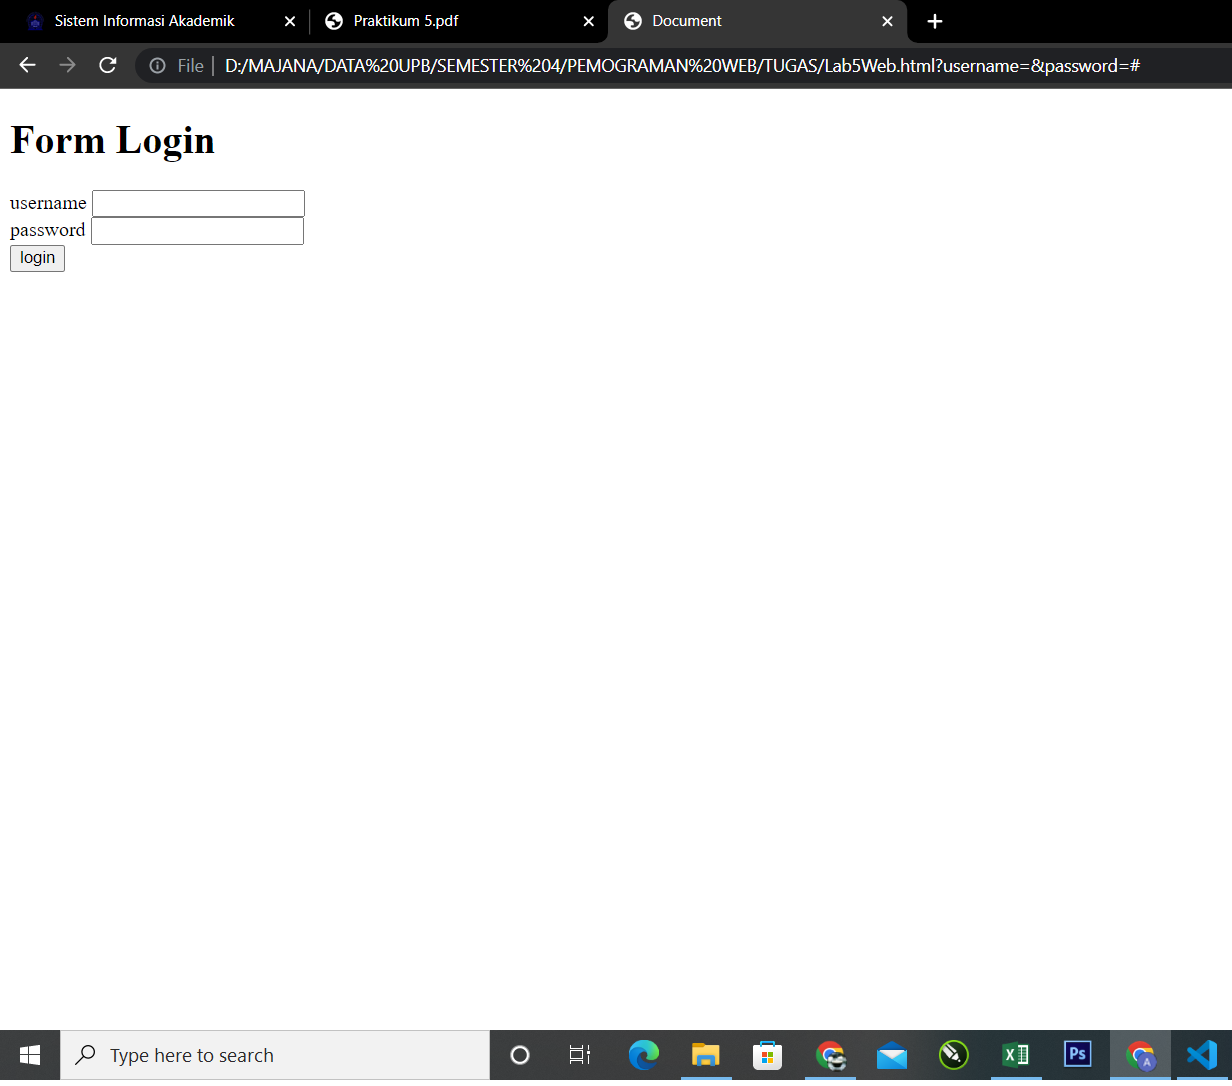 Sistem Informasi Akademik
Praktikum 5.pdf
Document
File | D:/MAJANA/DATA%20UPB/SEMESTER%204/PEMOGRAMAN%20WEB/TUGAS/Lab5Web.html?username=&password=#
Form Login
username
password
login
Type here to search
Ps
A